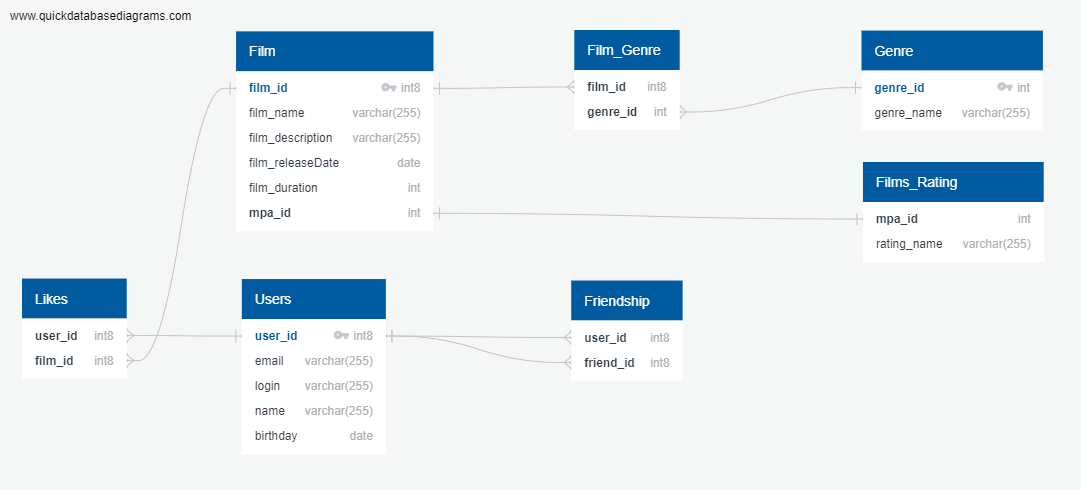 www.quickdatabasediagrams.com
Film
film_id int8
film_name varchar(255)
film_description varchar(255)
film_releaseDate date
film_duration int
mpa_id int
Film_Genre
film_id int8
genre_id int
Genre
genre_id int
genre_name varchar(255)
Films_Rating
mpa_id int
rating_name varchar(255)
Likes
user_id int8
film_id int8
Users
user_id int8
email varchar(255)
login varchar(255)
name varchar(255)
birthday date
Friendship
user_id int8
friend_id int8